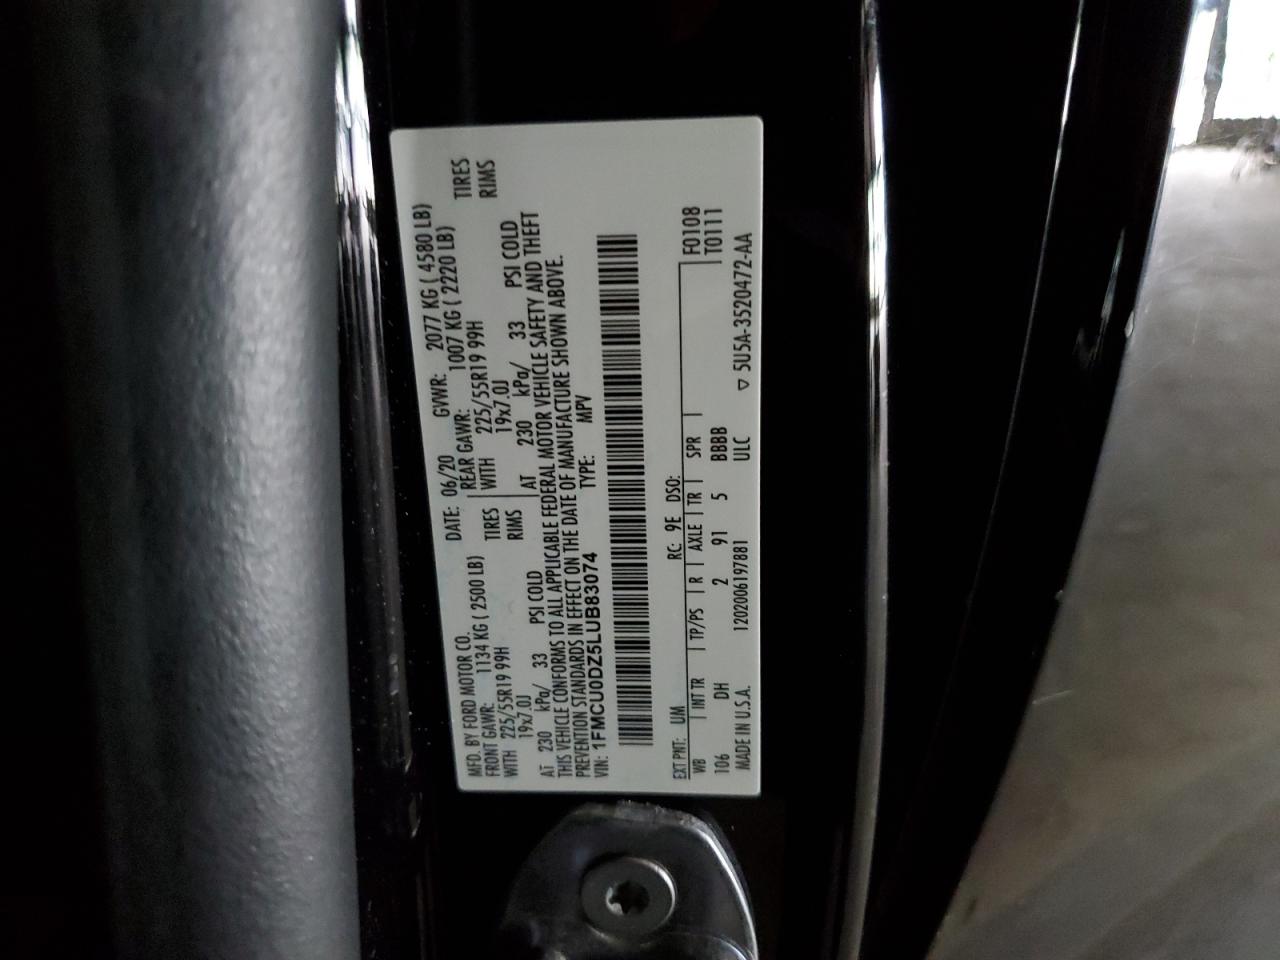 MFD. BY FORD MOTOR CO.
DATE: 06/20 GVWR: 2077 KG ( 4580 LB)
FRONT GAWR: 1134 KG ( 2500 LB)
REAR GAWR: 1007 KG ( 2220 LB)
WITH 225/55R19 99H TIRES
WITH 225/55R19 99H TIRES
19x7.0J RIMS
19x7.0J RIMS
AT 230 kPa/ 33 PSI COLD
AT 230 kPa/ 33 PSI COLD
THIS VEHICLE CONFORMS TO ALL APPLICABLE FEDERAL MOTOR VEHICLE SAFETY AND THEFT
PREVENTION STANDARDS IN EFFECT ON THE DATE OF MANUFACTURE SHOWN ABOVE.
VIN: 1FMCU0DZ5LUB83074 TYPE: MPV
EXT PNT: UM RC: 9E DSO: F0108
WB INT TR TP/PS R AXLE TR SPR T0111
106 DH 2 91 5 BBBB
MADE IN U.S.A. 120200619788​1 ULC ▽ 5U5A-3520472-AA